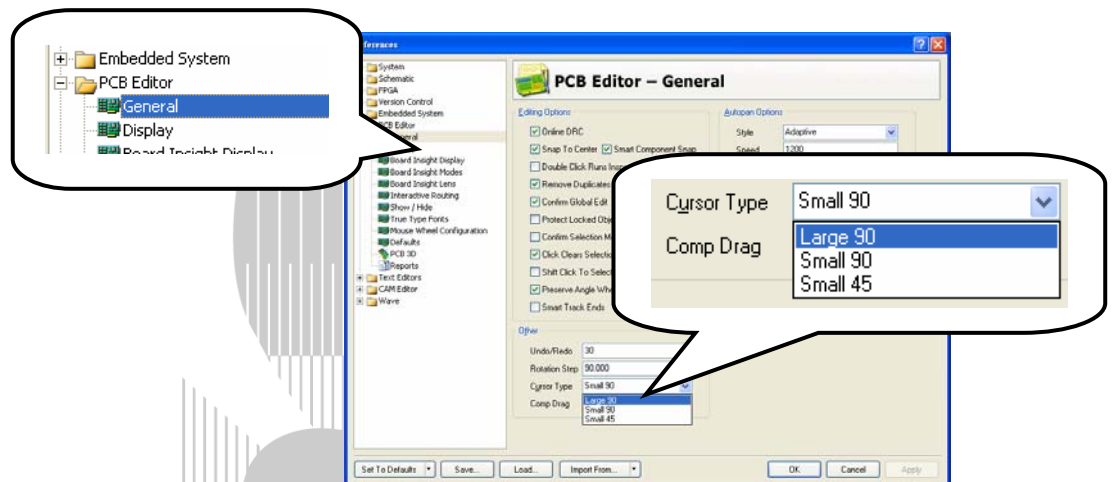 Embedded System
PCB Editor
General
Display
Board Insight Display
ferences
System
Schematic
FPGA
Version Control
Embedded System
PCB Editor
General
Board Insight Display
Board Insight Modes
Board Insight Lens
Interactive Routing
Show / Hide
True Type Fonts
Mouse Wheel Configuration
Defaults
PCB 3D
Reports
Text Editors
CAM Editor
Wave
PCB Editor – General
Editing Options
Online DRC
Snap To Center Smart Component Snap
Double Click Runs
Remove Duplicates
Confirm Global Edit
Protect Locked
Confirm Selection
Click Clears
Shift Click To Select
Preserve Angle
Smart Track Ends
Autopan Options
Style Adaptive
Speed 1200
Cursor Type Small 90
Large 90
Comp Drag
Small 90
Small 45
Other
Undo/Redo 30
Rotation Step 90.000
Cursor Type Small 90
Comp Drag Large 90
Small 90
Small 45
Set To Defaults Save... Load... Import From... OK Cancel Apply